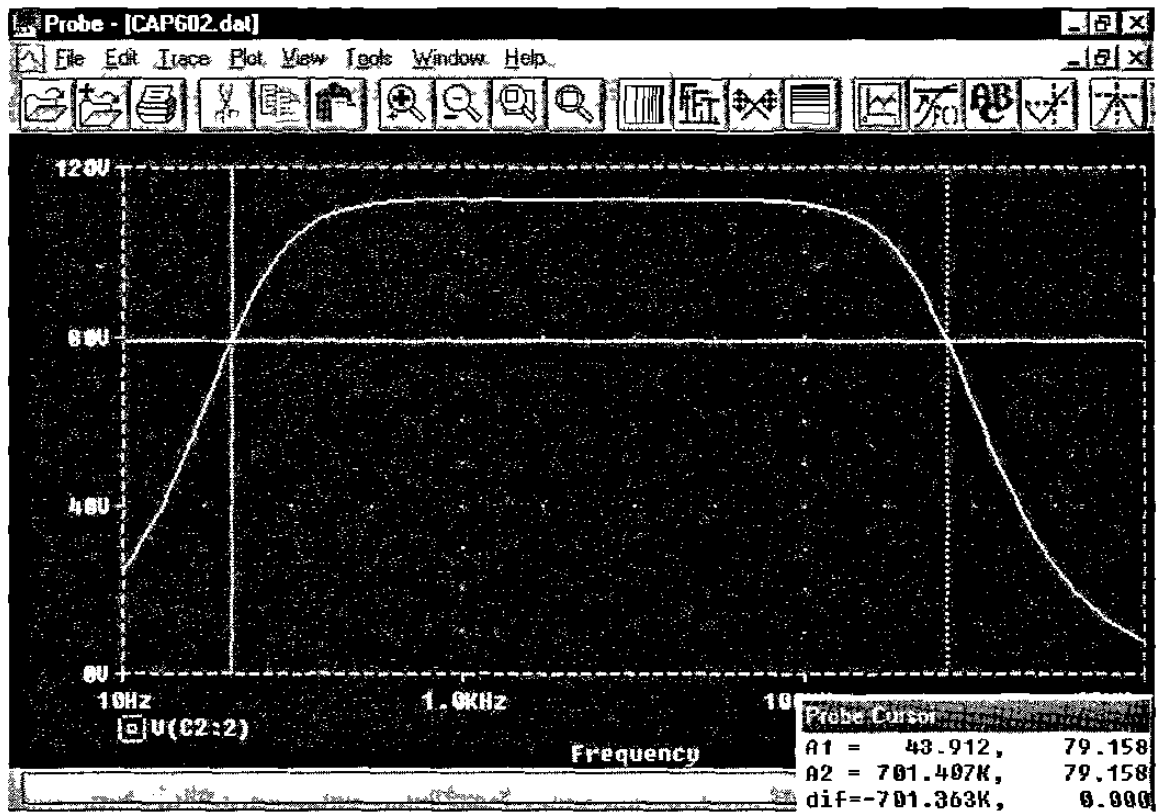 Probe - [CAP602.dat]
File Edit Trace Plot View Tools Window Help
120V
80V
40V
0V
10Hz 1.0KHz
V(C2:2)
Frequency
Probe Cursor
A1 = 43.912, 79.158
A2 = 701.407K, 79.158
dif=-701.363K, 0.000